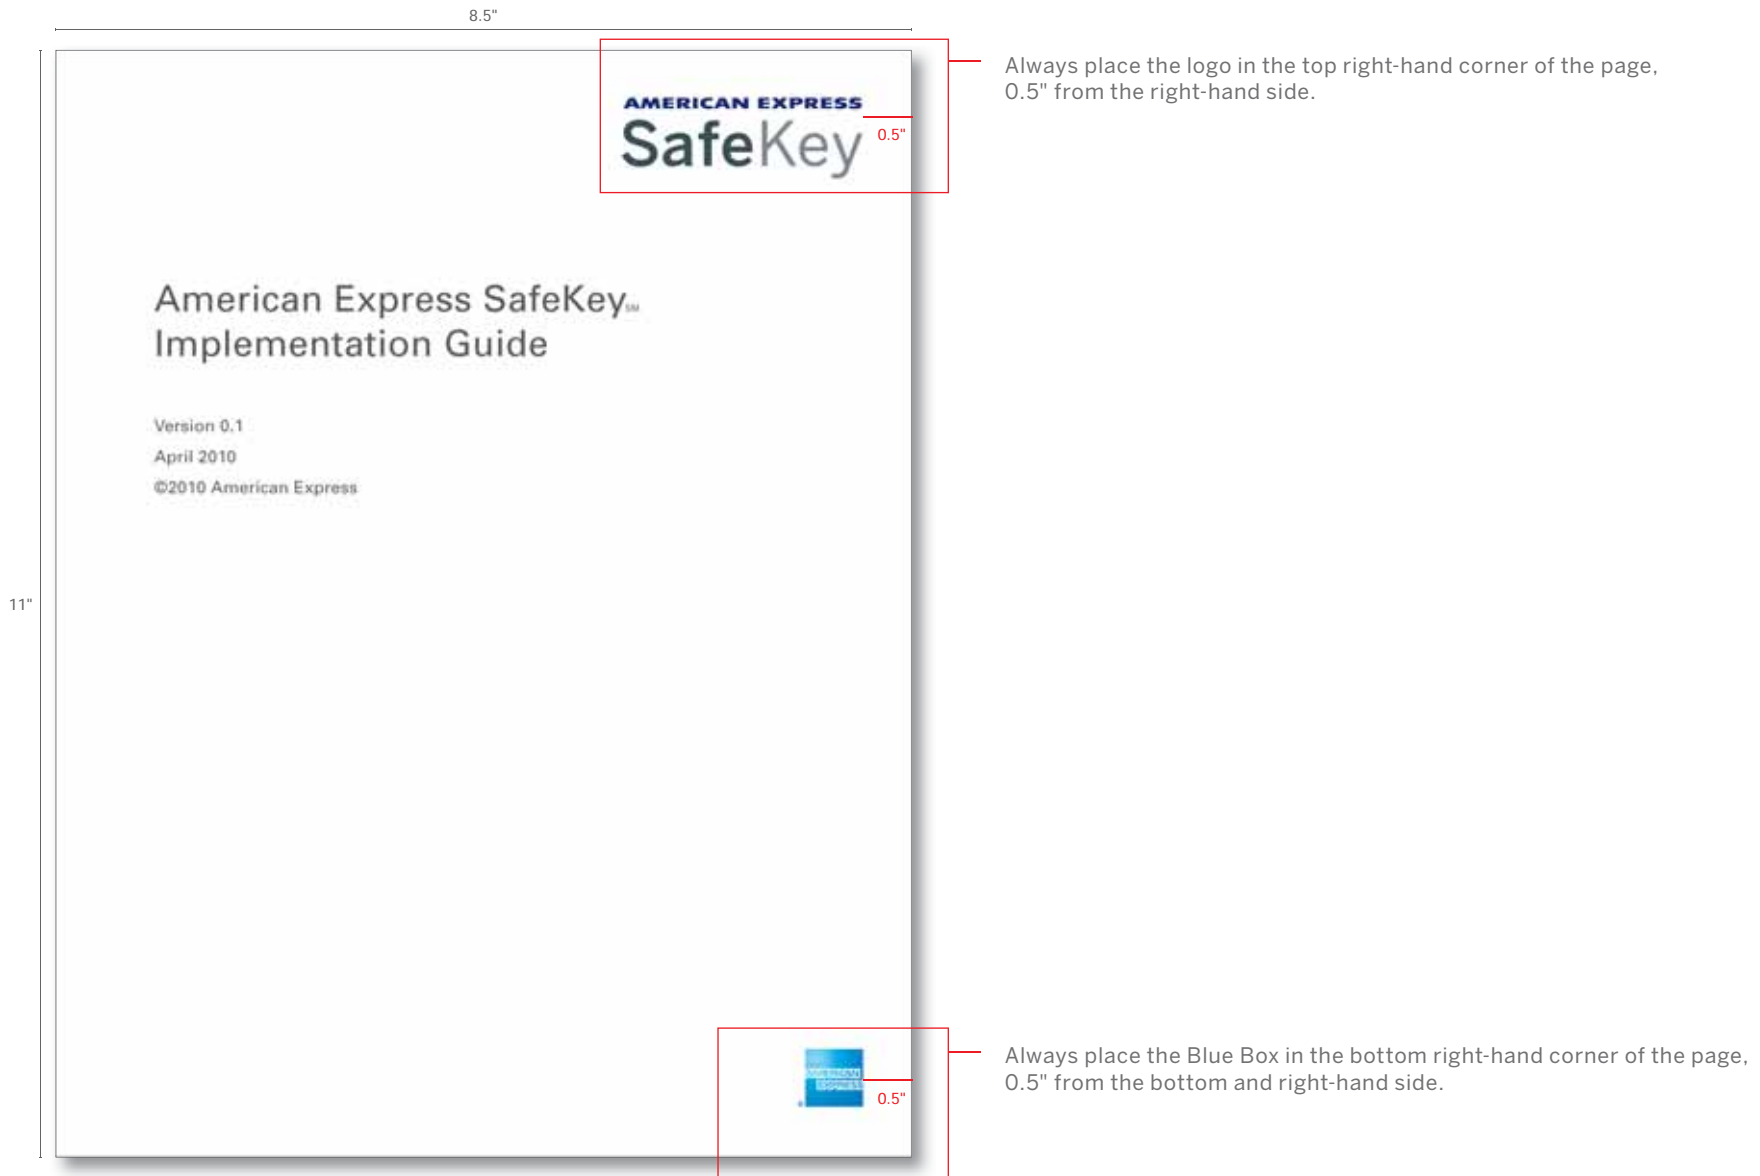 8.5"
Always place the logo in the top right-hand corner of the page,
0.5" from the right-hand side.
AMERICAN EXPRESS
SafeKey
0.5"
American Express SafeKey℠
Implementation Guide
Version 0.1
April 2010
©2010 American Express
11"
Always place the Blue Box in the bottom right-hand corner of the page,
0.5" from the bottom and right-hand side.
AMERICAN
EXPRESS
®
0.5"